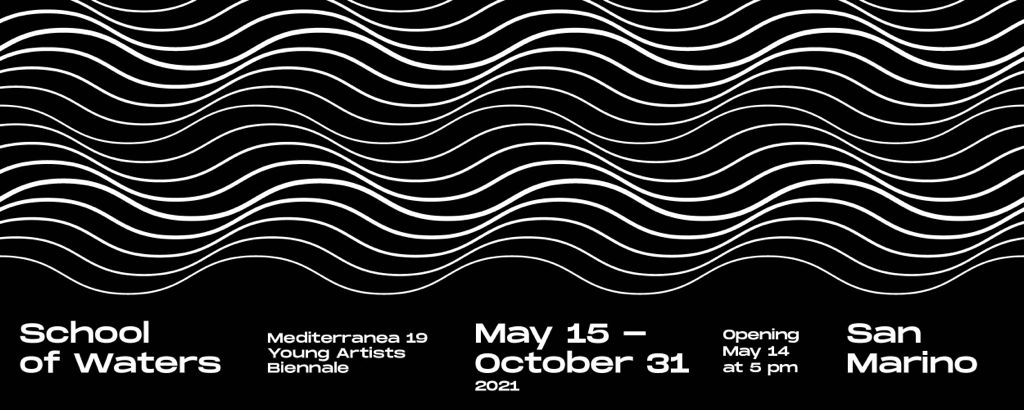 School
of Waters
Mediterranea 19
Young Artists
Biennale
May 15 –
October 31
2021
Opening
May 14
at 5 pm
San
Marino